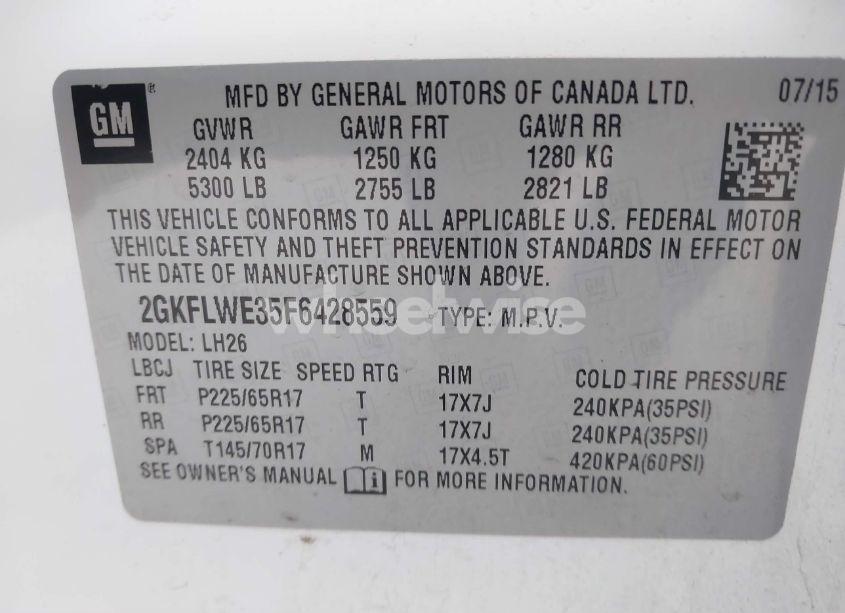 GM ®
MFD BY GENERAL MOTORS OF CANADA LTD. 07/15
GVWR GAWR FRT GAWR RR
2404 KG 1250 KG 1280 KG
5300 LB 2755 LB 2821 LB
THIS VEHICLE CONFORMS TO ALL APPLICABLE U.S. FEDERAL MOTOR
VEHICLE SAFETY AND THEFT PREVENTION STANDARDS IN EFFECT ON
THE DATE OF MANUFACTURE SHOWN ABOVE.
2GKFLWE35F6428559 TYPE: M.P.V.
wheelwise
MODEL: LH26
LBCJ TIRE SIZE SPEED RTG RIM COLD TIRE PRESSURE
FRT P225/65R17 T 17X7J 240KPA(35PSI)
RR P225/65R17 T 17X7J 240KPA(35PSI)
SPA T145/70R17 M 17X4.5T 420KPA(60PSI)
SEE OWNER'S MANUAL i FOR MORE INFORMATION.